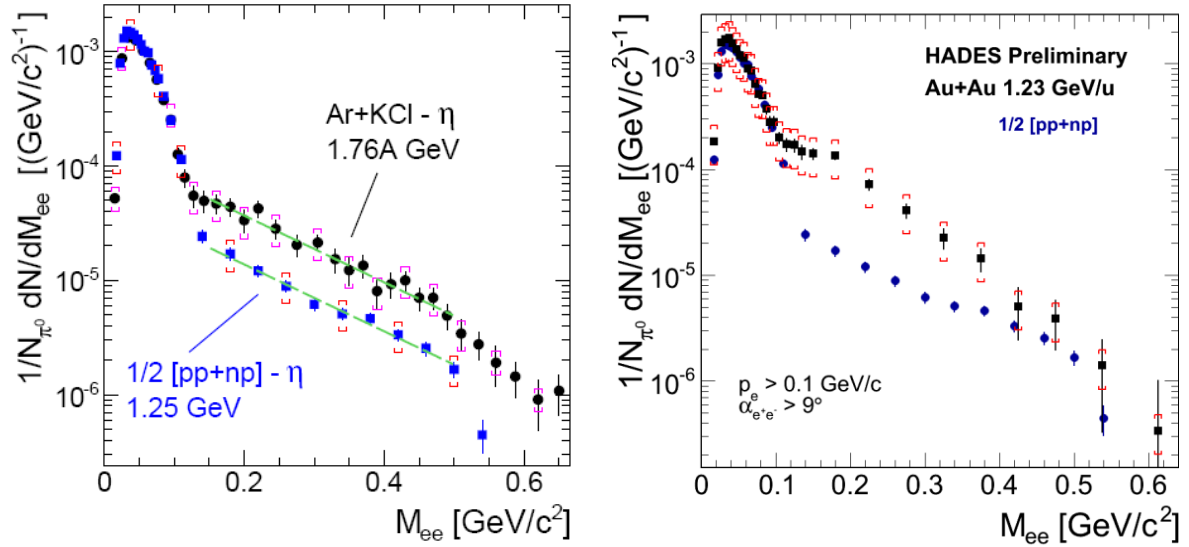 1/N_π⁰ dN/dM_ee [(GeV/c²)⁻¹]
10⁻³
10⁻⁴
10⁻⁵
10⁻⁶
Ar+KCl - η
1.76A GeV
1/2 [pp+np] - η
1.25 GeV
0 0.2 0.4 0.6
M_ee [GeV/c²]
1/N_π⁰ dN/dM_ee [(GeV/c²)⁻¹]
10⁻³
10⁻⁴
10⁻⁵
10⁻⁶
HADES Preliminary
Au+Au 1.23 GeV/u
1/2 [pp+np]
p_e > 0.1 GeV/c
α_e⁺e⁻ > 9°
0 0.1 0.2 0.3 0.4 0.5 0.6
M_ee [GeV/c²]